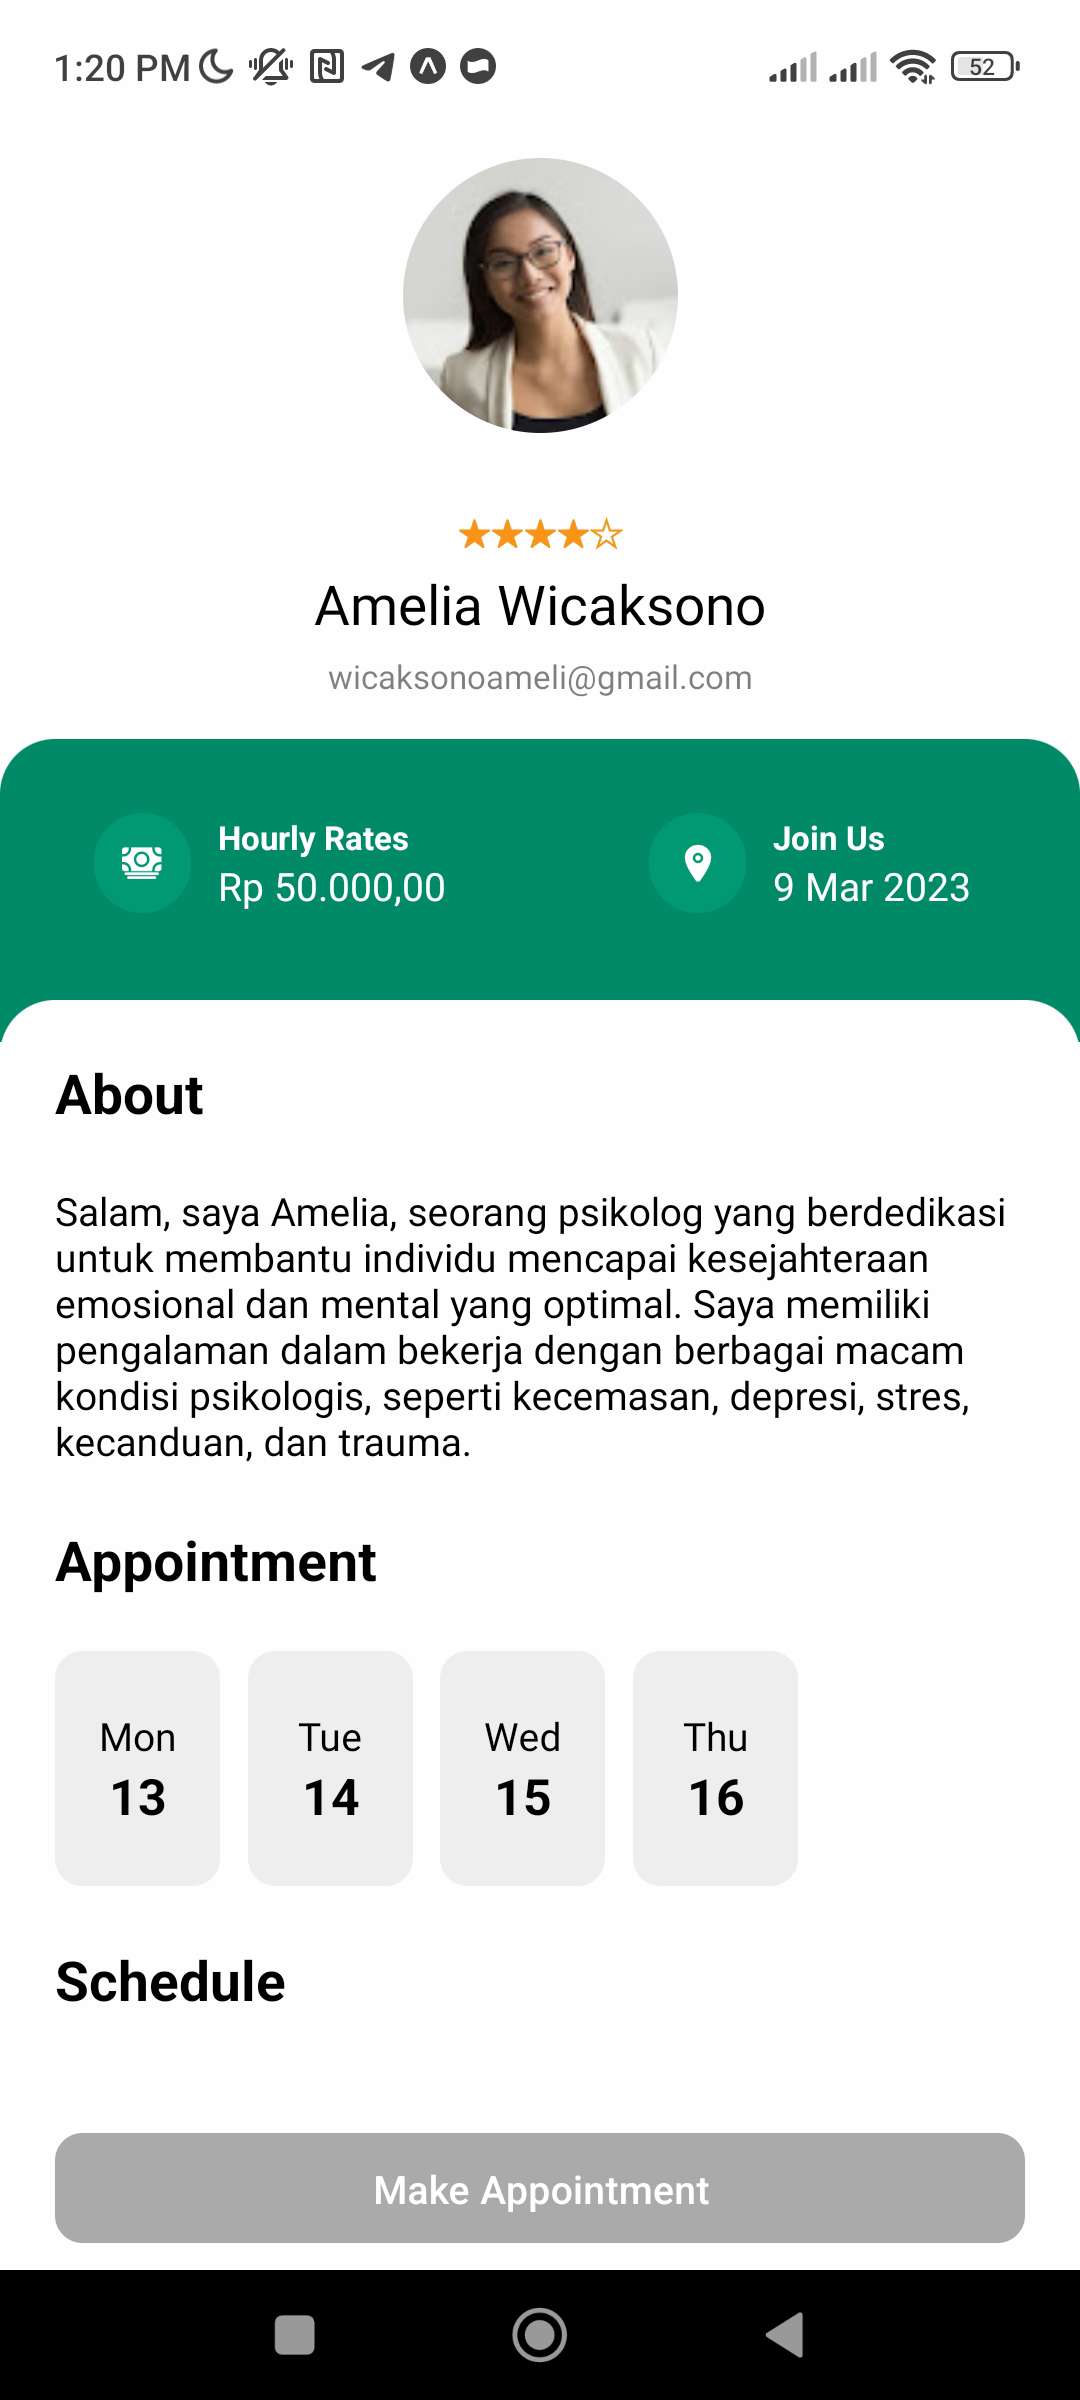 1:20 PM
52
Amelia Wicaksono
wicaksonoameli@gmail.com
Hourly Rates
Rp 50.000,00
Join Us
9 Mar 2023
About
Salam, saya Amelia, seorang psikolog yang berdedikasi
untuk membantu individu mencapai kesejahteraan
emosional dan mental yang optimal. Saya memiliki
pengalaman dalam bekerja dengan berbagai macam
kondisi psikologis, seperti kecemasan, depresi, stres,
kecanduan, dan trauma.
Appointment
Mon
13
Tue
14
Wed
15
Thu
16
Schedule
Make Appointment